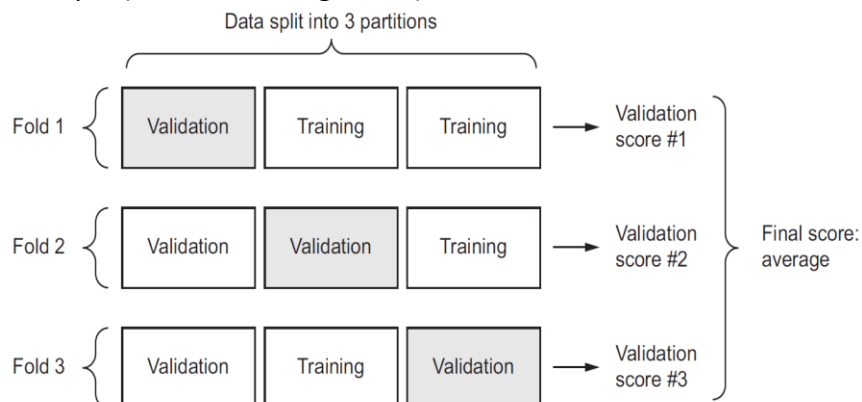 Data split into 3 partitions
Fold 1
Validation
Training
Training
Validation
score #1
Fold 2
Validation
Validation
Training
Validation
score #2
Final score:
average
Fold 3
Validation
Training
Validation
Validation
score #3